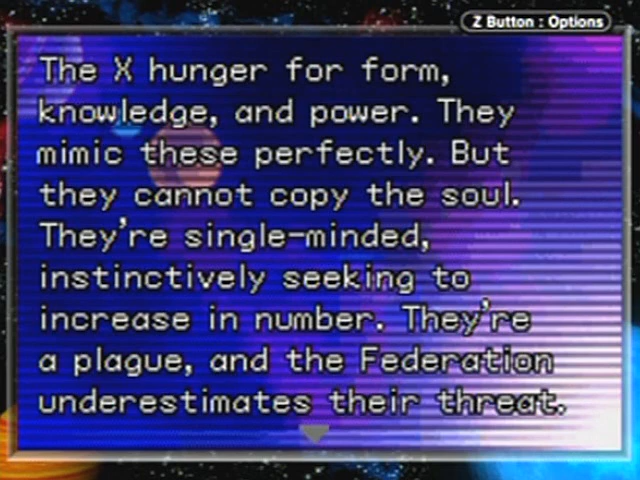 Z Button : Options
The X hunger for form,
knowledge, and power. They
mimic these perfectly. But
they cannot copy the soul.
They're single-minded,
instinctively seeking to
increase in number. They're
a plague, and the Federation
underestimates their threat.